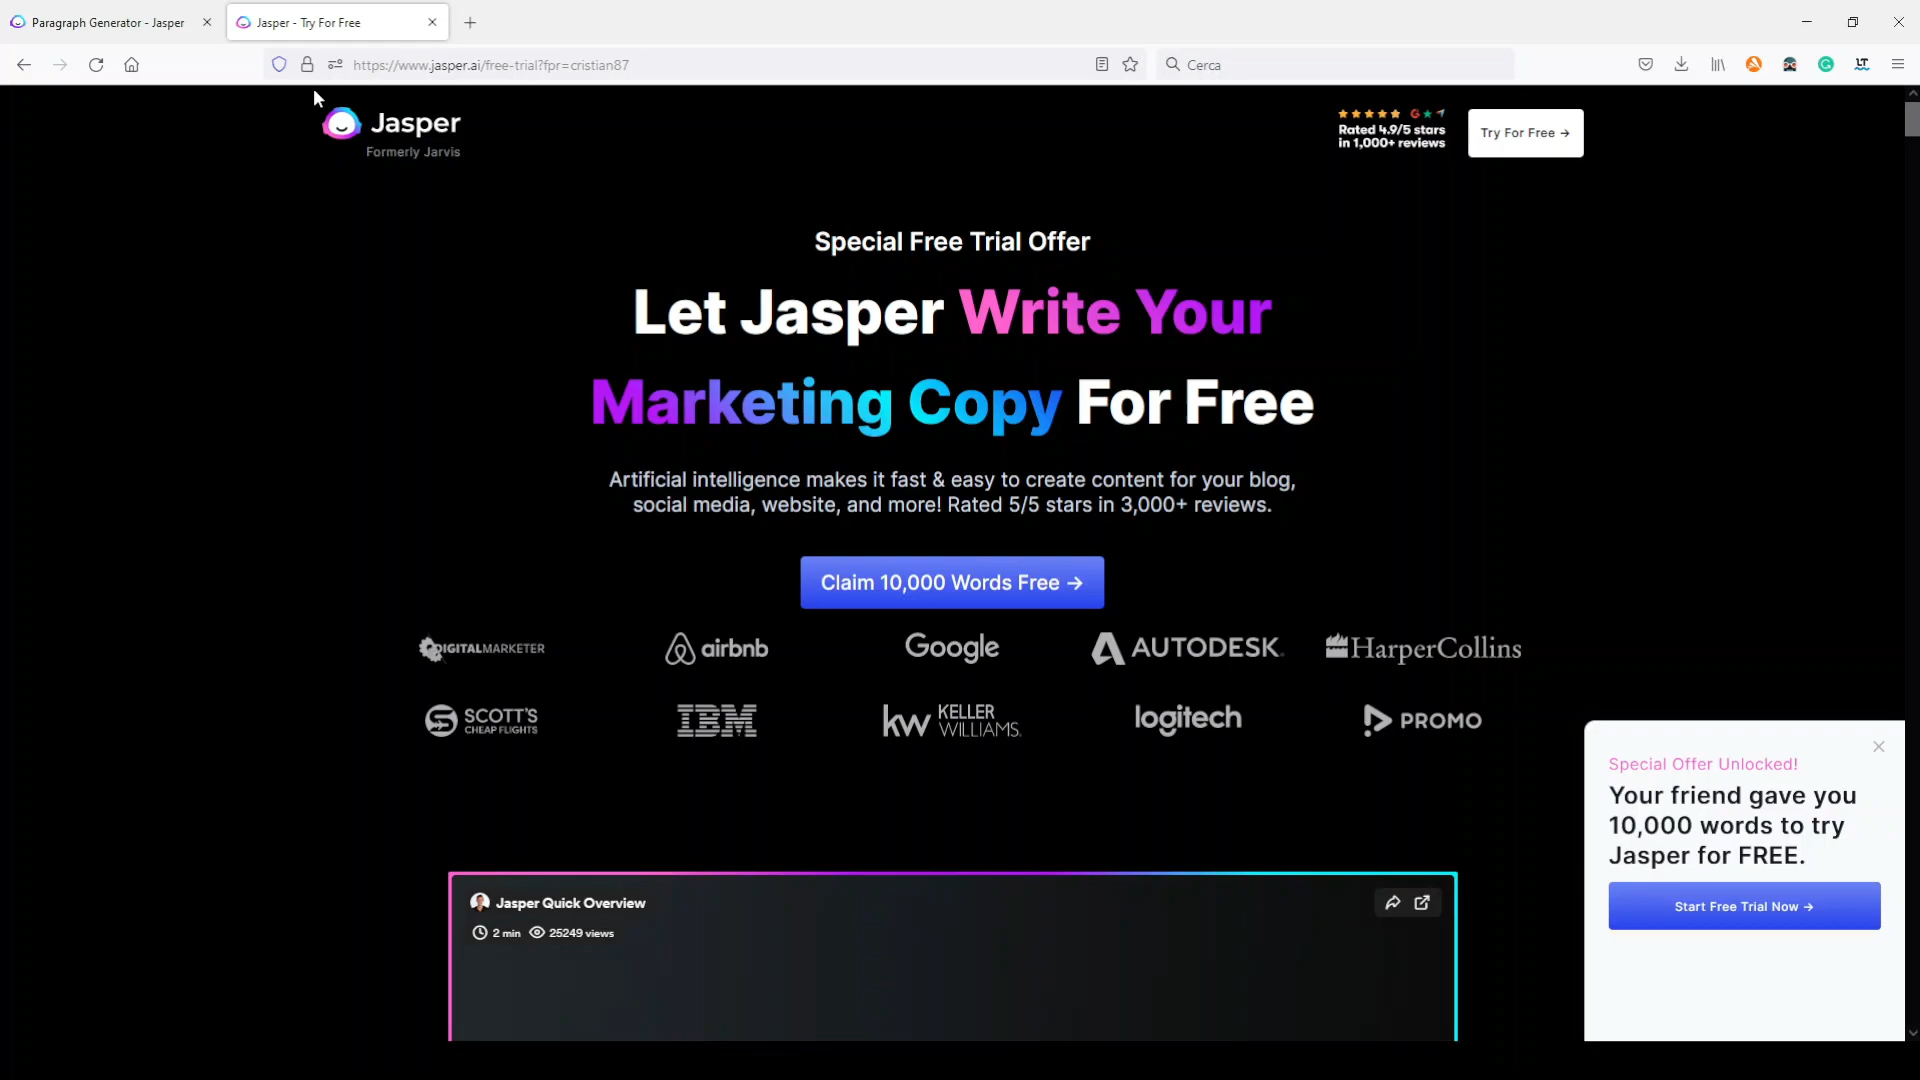 Paragraph Generator - Jasper
Jasper - Try For Free
https://www.jasper.ai/free-trial?fpr=cristian87
Cerca
Jasper
Formerly Jarvis
Rated 4.9/5 stars
in 1,000+ reviews
Try For Free →
Special Free Trial Offer
Let Jasper Write Your
Marketing Copy For Free
Artificial intelligence makes it fast & easy to create content for your blog,
social media, website, and more! Rated 5/5 stars in 3,000+ reviews.
Claim 10,000 Words Free →
DIGITALMARKETER
airbnb
Google
AUTODESK.
HarperCollins
SCOTT'S
CHEAP FLIGHTS
IBM
kw KELLER
WILLIAMS.
logitech
PROMO
Special Offer Unlocked!
Your friend gave you
10,000 words to try
Jasper for FREE.
Start Free Trial Now →
Jasper Quick Overview
2 min 25249 views